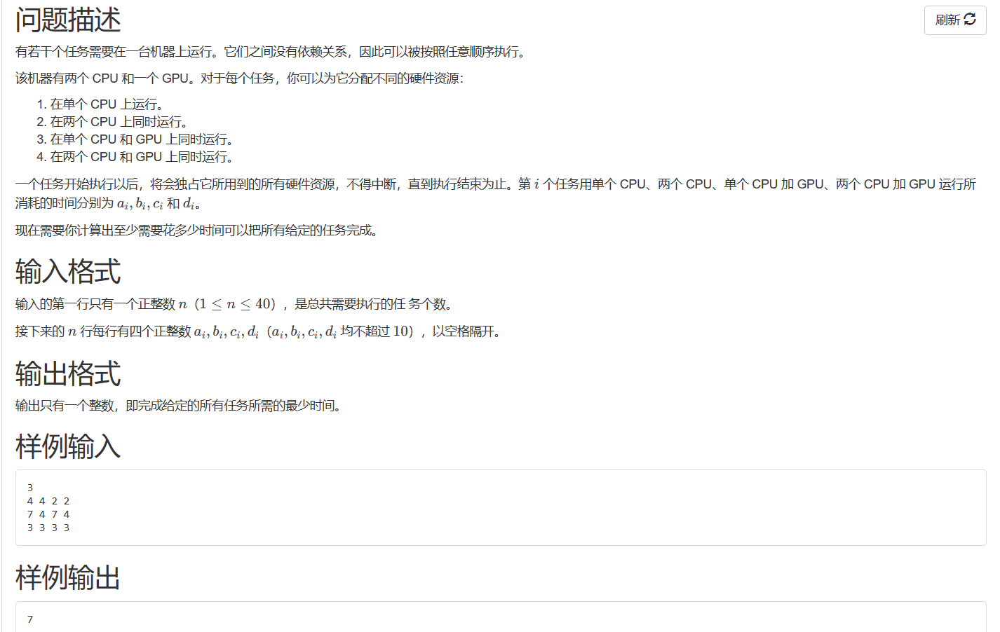 问题描述
刷新
有若干个任务需要在一台机器上运行。它们之间没有依赖关系，因此可以被按照任意顺序执行。
该机器有两个 CPU 和一个 GPU。对于每个任务，你可以为它分配不同的硬件资源：
1. 在单个 CPU 上运行。
2. 在两个 CPU 上同时运行。
3. 在单个 CPU 和 GPU 上同时运行。
4. 在两个 CPU 和 GPU 上同时运行。
一个任务开始执行以后，将会独占它所用到的所有硬件资源，不得中断，直到执行结束为止。第 i 个任务用单个 CPU、两个 CPU、单个 CPU 加 GPU、两个 CPU 加 GPU 运行所
消耗的时间分别为 a_i, b_i, c_i 和 d_i。
现在需要你计算出至少需要花多少时间可以把所有给定的任务完成。
输入格式
输入的第一行只有一个正整数 n（1 ≤ n ≤ 40），是总共需要执行的任 务个数。
接下来的 n 行每行有四个正整数 a_i, b_i, c_i, d_i（a_i, b_i, c_i, d_i 均不超过 10），以空格隔开。
输出格式
输出只有一个整数，即完成给定的所有任务所需的最少时间。
样例输入
3
4 4 2 2
7 4 7 4
3 3 3 3
样例输出
7